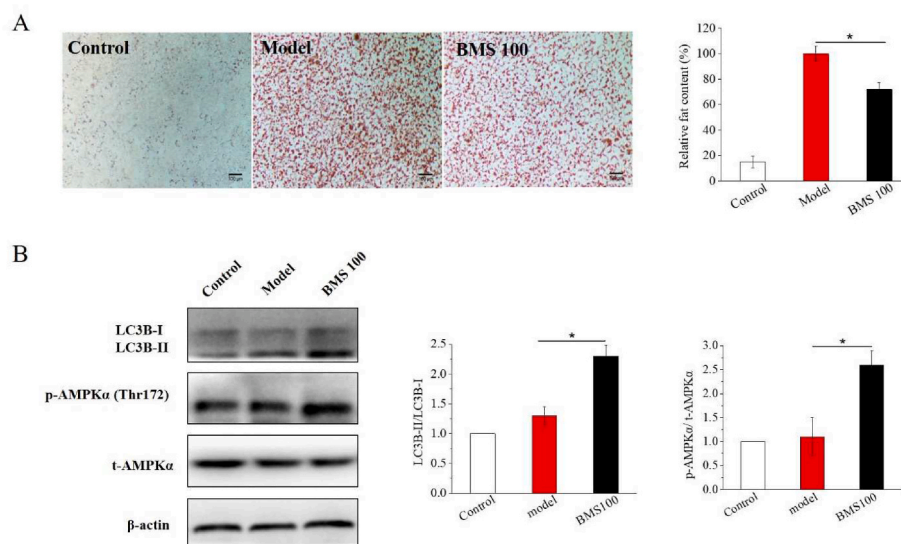 A
Control
Model
BMS 100
Relative fat content (%)
120
100
80
60
40
20
0
*
Control
Model
BMS 100
B
Control
Model
BMS 100
LC3B-I
LC3B-II
p-AMPKα (Thr172)
t-AMPKα
β-actin
LC3B-II/LC3B-I
2.5
2.0
1.5
1.0
0.5
0.0
*
Control
model
BMS100
p-AMPKα/ t-AMPKα
3.0
2.5
2.0
1.5
1.0
0.5
0.0
*
Control
model
BMS100